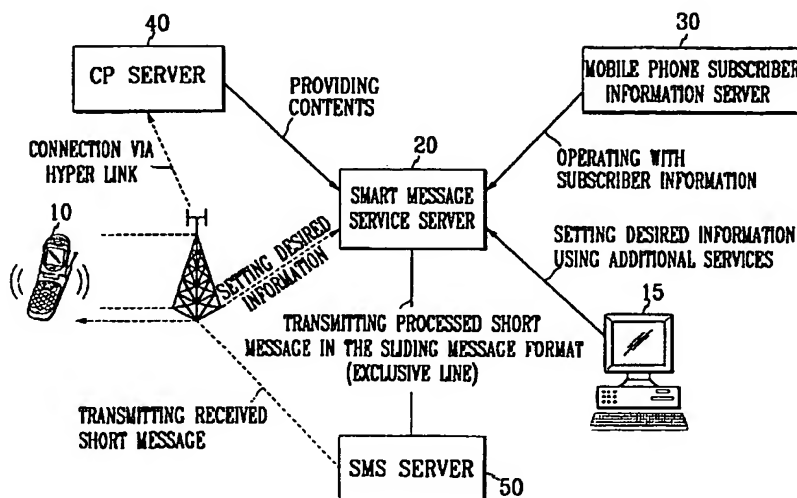 40
CP SERVER
30
MOBILE PHONE SUBSCRIBER
INFORMATION SERVER
PROVIDING
CONTENTS
CONNECTION VIA
HYPER LINK
20
SMART MESSAGE
SERVICE SERVER
OPERATING WITH
SUBSCRIBER INFORMATION
10
SETTING DESIRED
INFORMATION
SETTING DESIRED INFORMATION
USING ADDITIONAL SERVICES
15
TRANSMITTING PROCESSED SHORT
MESSAGE IN THE SLIDING MESSAGE FORMAT
(EXCLUSIVE LINE)
TRANSMITTING RECEIVED
SHORT MESSAGE
SMS SERVER
50